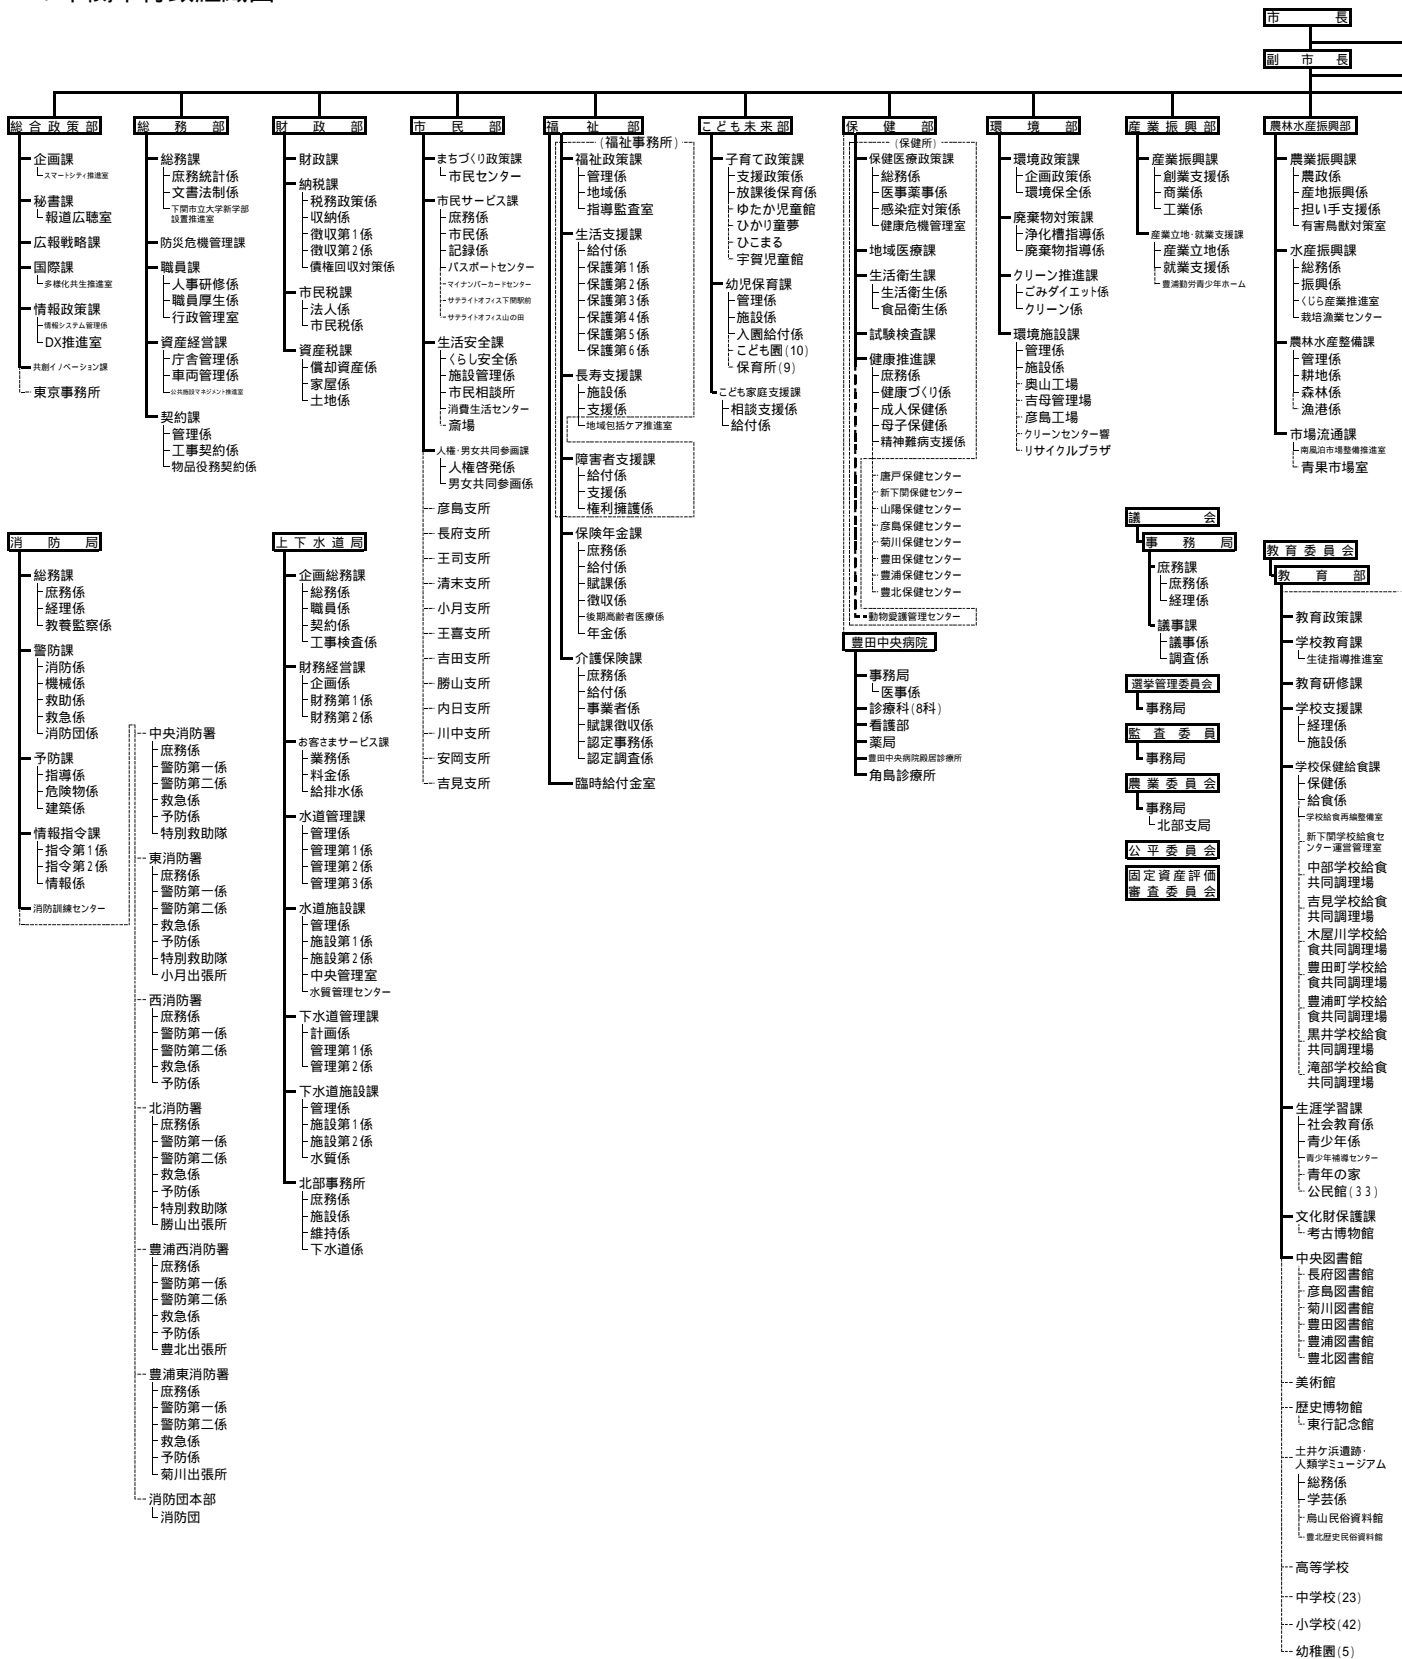 市長
副市長
総合政策部
企画課
スマートシティ推進室
秘書課
報道広聴室
広報戦略課
国際課
多様化共生推進室
情報政策課
情報システム管理係
DX推進室
共創イノベーション課
東京事務所
総務部
総務課
庶務統計係
文書法制係
下関市立大学新学部
設置推進室
防災危機管理課
職員課
人事研修係
職員厚生係
行政管理室
資産経営課
庁舎管理係
車両管理係
公共施設マネジメント推進室
契約課
管理係
工事契約係
物品役務契約係
財政部
財政課
納税課
税務政策係
収納係
徴収第1係
徴収第2係
債権回収対策係
市民税課
法人係
市民税係
資産税課
償却資産係
家屋係
土地係
市民部
まちづくり政策課
市民センター
市民サービス課
庶務係
市民係
記録係
パスポートセンター
マイナンバーカードセンター
サテライトオフィス下関駅前
サテライトオフィス山の田
生活安全課
くらし安全係
施設管理係
市民相談所
消費生活センター
斎場
人権・男女共同参画課
人権啓発係
男女共同参画係
彦島支所
長府支所
王司支所
清末支所
小月支所
王喜支所
吉田支所
勝山支所
内日支所
川中支所
安岡支所
吉見支所
福祉部
(福祉事務所)
福祉政策課
管理係
地域係
指導監査室
生活支援課
給付係
保護第1係
保護第2係
保護第3係
保護第4係
保護第5係
保護第6係
長寿支援課
施設係
支援係
地域包括ケア推進室
障害者支援課
給付係
支援係
権利擁護係
保険年金課
庶務係
給付係
賦課係
徴収係
後期高齢者医療係
年金係
介護保険課
庶務係
給付係
事業者係
賦課徴収係
認定事務係
認定調査係
臨時給付金室
こども未来部
子育て政策課
支援政策係
放課後保育係
ゆたか児童館
ひかり童夢
ひこまる
宇賀児童館
幼児保育課
管理係
施設係
入園給付係
こども園(10)
保育所(9)
こども家庭支援課
相談支援係
給付係
保健部
(保健所)
保健医療政策課
総務係
医事薬事係
感染症対策係
健康危機管理室
地域医療課
生活衛生課
生活衛生係
食品衛生係
試験検査課
健康推進課
庶務係
健康づくり係
成人保健係
母子保健係
精神難病支援係
唐戸保健センター
新下関保健センター
山陽保健センター
彦島保健センター
菊川保健センター
豊田保健センター
豊浦保健センター
豊北保健センター
動物愛護管理センター
豊田中央病院
事務局
医事係
診療科(8科)
看護部
薬局
豊田中央病院殿居診療所
角島診療所
環境部
環境政策課
企画政策係
環境保全係
廃棄物対策課
浄化槽指導係
廃棄物指導係
クリーン推進課
ごみダイエット係
クリーン係
環境施設課
管理係
施設係
奥山工場
吉母管理場
彦島工場
クリーンセンター響
リサイクルプラザ
産業振興部
産業振興課
創業支援係
商業係
工業係
産業立地・就業支援課
産業立地係
就業支援係
豊浦勤労青少年ホーム
農林水産振興部
農業振興課
農政係
産地振興係
担い手支援係
有害鳥獣対策室
水産振興課
総務係
振興係
くじら産業推進室
栽培漁業センター
農林水産整備課
管理係
耕地係
森林係
漁港係
市場流通課
南風泊市場整備推進室
青果市場室
消防局
総務課
庶務係
経理係
教養監察係
警防課
消防係
機械係
救助係
救急係
消防団係
予防課
指導係
危険物係
建築係
情報指令課
指令第1係
指令第2係
情報係
消防訓練センター
中央消防署
庶務係
警防第一係
警防第二係
救急係
予防係
特別救助隊
東消防署
庶務係
警防第一係
警防第二係
救急係
予防係
特別救助隊
小月出張所
西消防署
庶務係
警防第一係
警防第二係
救急係
予防係
北消防署
庶務係
警防第一係
警防第二係
救急係
予防係
特別救助隊
勝山出張所
豊浦西消防署
庶務係
警防第一係
警防第二係
救急係
予防係
豊北出張所
豊浦東消防署
庶務係
警防第一係
警防第二係
救急係
予防係
菊川出張所
消防団本部
消防団
上下水道局
企画総務課
総務係
職員係
契約係
工事検査係
財務経営課
企画係
財務第1係
財務第2係
お客さまサービス課
業務係
料金係
給排水係
水道管理課
管理係
管理第1係
管理第2係
管理第3係
水道施設課
管理係
施設第1係
施設第2係
中央管理室
水質管理センター
下水道管理課
計画係
管理第1係
管理第2係
下水道施設課
管理係
施設第1係
施設第2係
水質係
北部事務所
庶務係
施設係
維持係
下水道係
議会
事務局
庶務課
庶務係
経理係
議事課
議事係
調査係
選挙管理委員会
事務局
監査委員
事務局
農業委員会
事務局
北部支局
公平委員会
固定資産評価
審査委員会
教育委員会
教育部
教育政策課
学校教育課
生徒指導推進室
教育研修課
学校支援課
経理係
施設係
学校保健給食課
保健係
給食係
学校給食再編整備室
新下関学校給食セ
ンター運営管理室
中部学校給食
共同調理場
吉見学校給食
共同調理場
木屋川学校給
食共同調理場
豊田町学校給
食共同調理場
豊浦町学校給
食共同調理場
黒井学校給食
共同調理場
滝部学校給食
共同調理場
生涯学習課
社会教育係
青少年係
青少年補導センター
青年の家
公民館(33)
文化財保護課
考古博物館
中央図書館
長府図書館
彦島図書館
菊川図書館
豊田図書館
豊浦図書館
豊北図書館
美術館
歴史博物館
東行記念館
土井ケ浜遺跡・
人類学ミュージアム
総務係
学芸係
烏山民俗資料館
豊北歴史民俗資料館
高等学校
中学校(23)
小学校(42)
幼稚園(5)